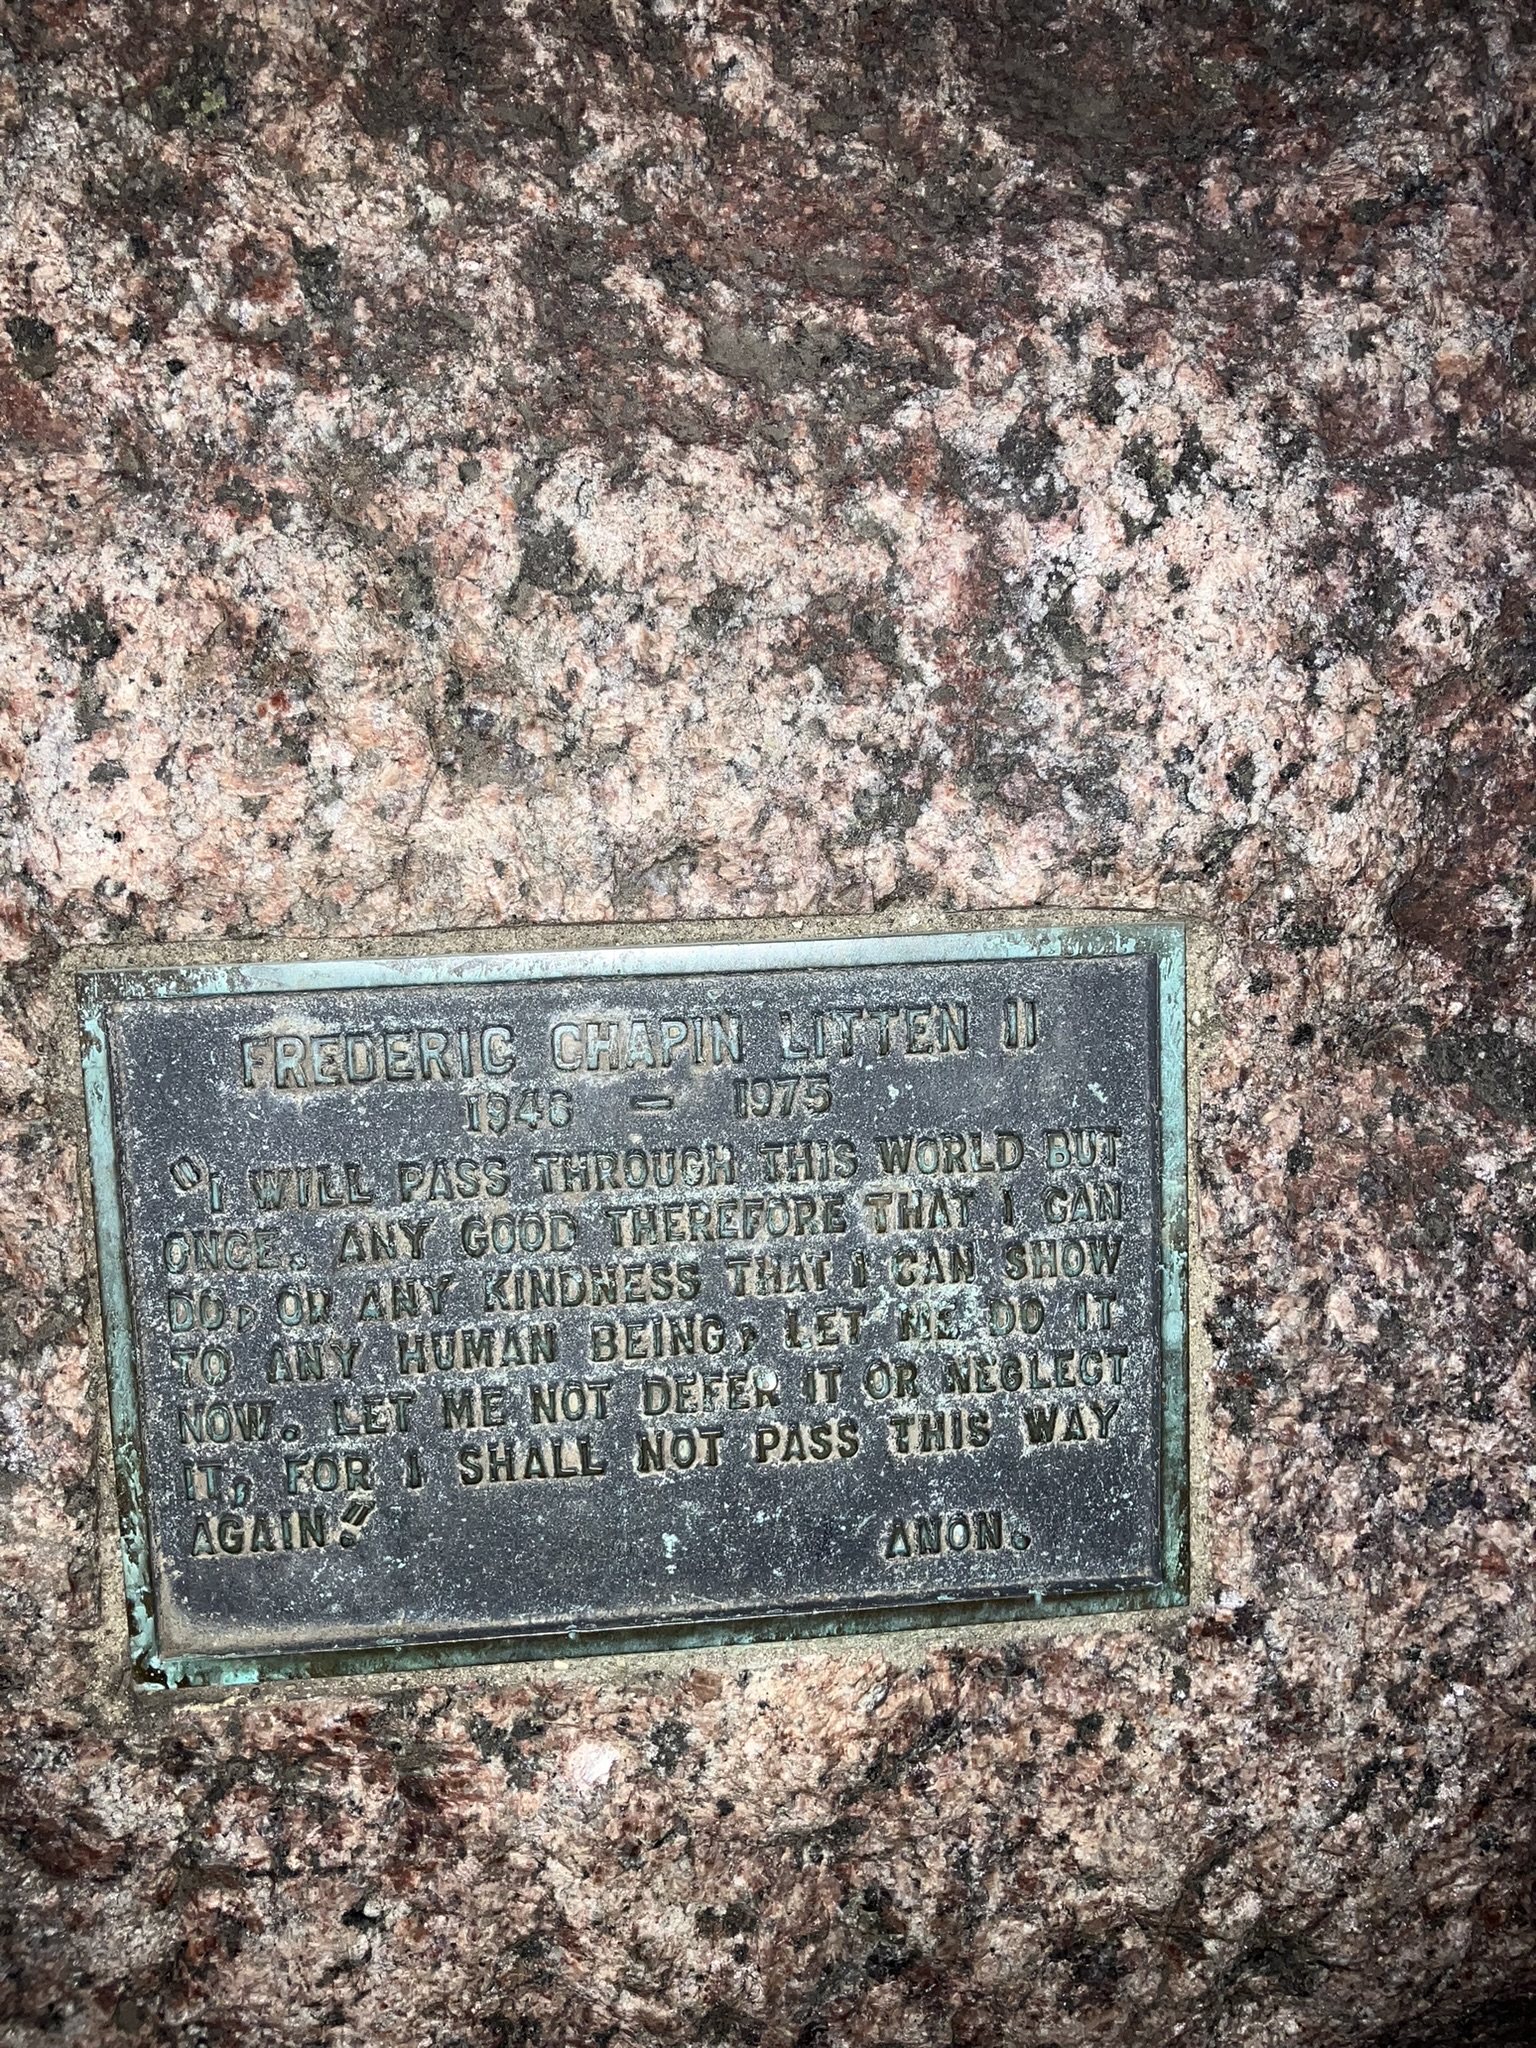 FREDERIC CHAPIN LITTEN II
1946 - 1975
"I WILL PASS THROUGH THIS WORLD BUT
ONCE. ANY GOOD THEREFORE THAT I CAN
DO, OR ANY KINDNESS THAT I CAN SHOW
TO ANY HUMAN BEING, LET ME DO IT
NOW. LET ME NOT DEFER IT OR NEGLECT
IT, FOR I SHALL NOT PASS THIS WAY
AGAIN." ANON.